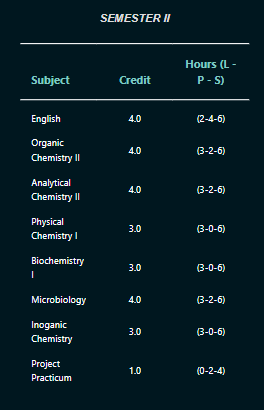 SEMESTER II
Hours (L -
Subject Credit P - S)
English 4.0 (2-4-6)
Organic
Chemistry II 4.0 (3-2-6)
Analytical
Chemistry II 4.0 (3-2-6)
Physical
Chemistry I 3.0 (3-0-6)
Biochemistry
I 3.0 (3-0-6)
Microbiology 4.0 (3-2-6)
Inoganic
Chemistry 3.0 (3-0-6)
Project
Practicum 1.0 (0-2-4)